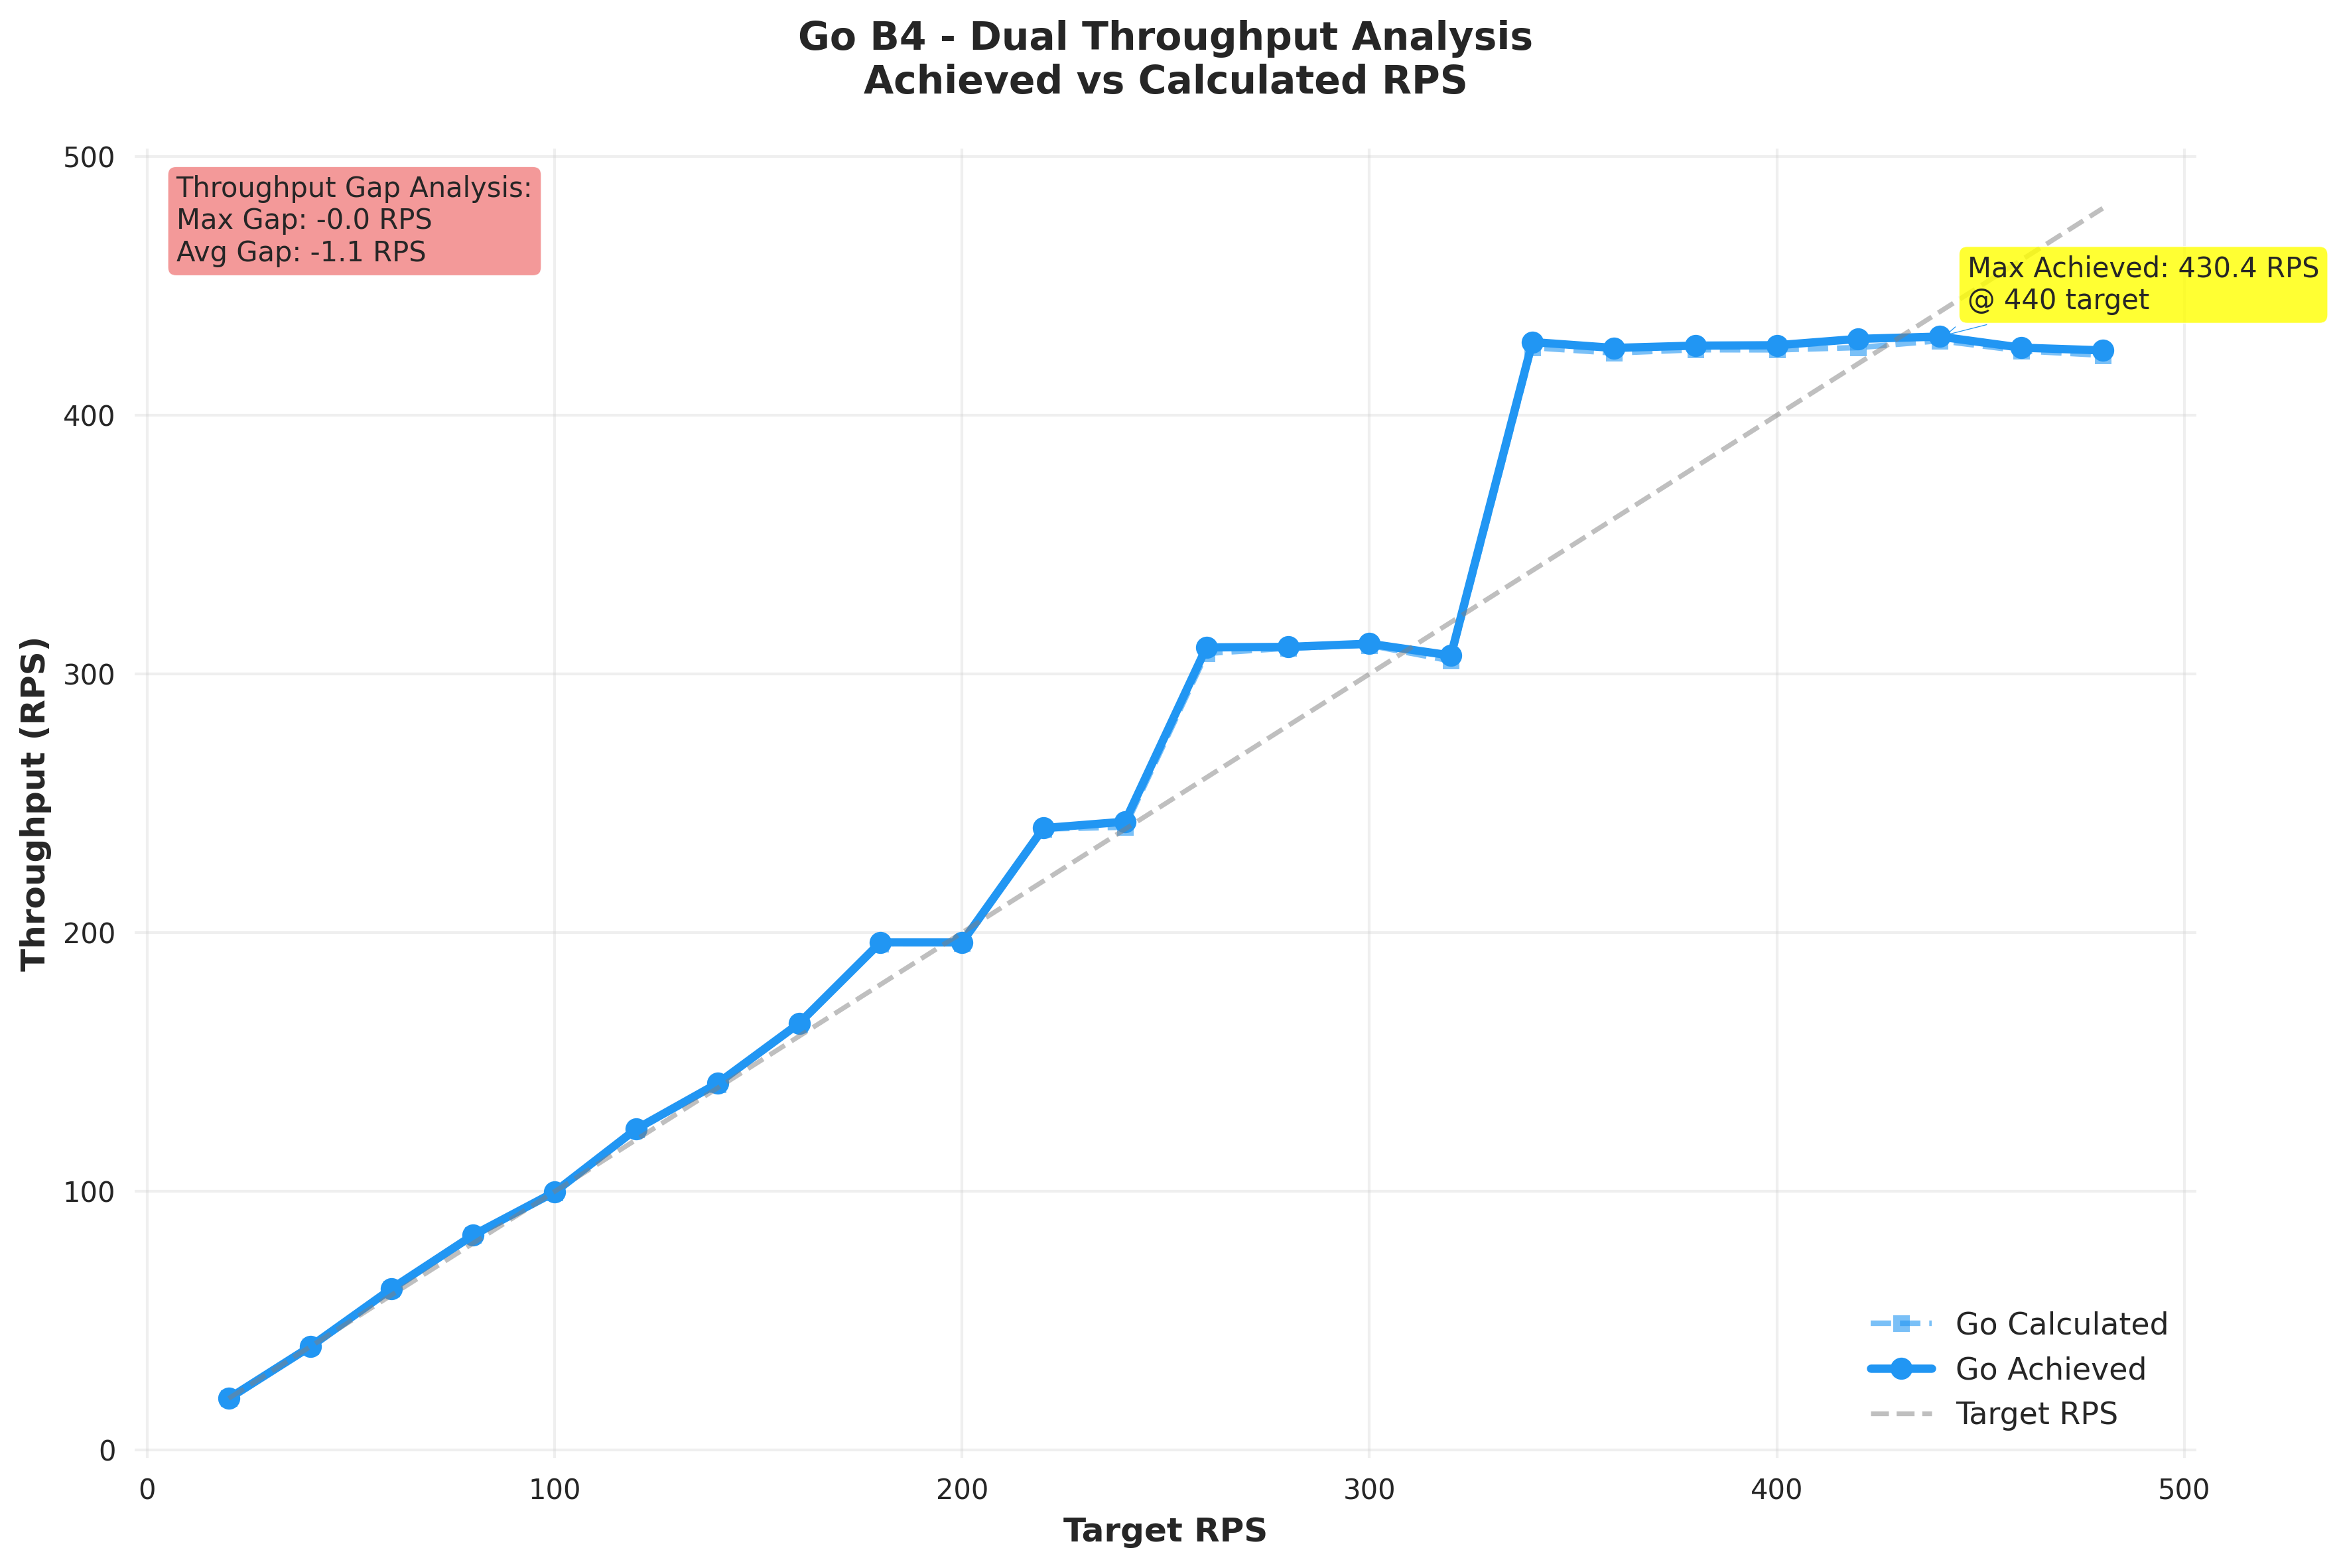 Go B4 - Dual Throughput Analysis
Achieved vs Calculated RPS
500
400
300
200
100
0
Throughput (RPS)
Throughput Gap Analysis:
Max Gap: -0.0 RPS
Avg Gap: -1.1 RPS
Max Achieved: 430.4 RPS
@ 440 target
Go Calculated
Go Achieved
Target RPS
0
100
200
300
400
500
Target RPS